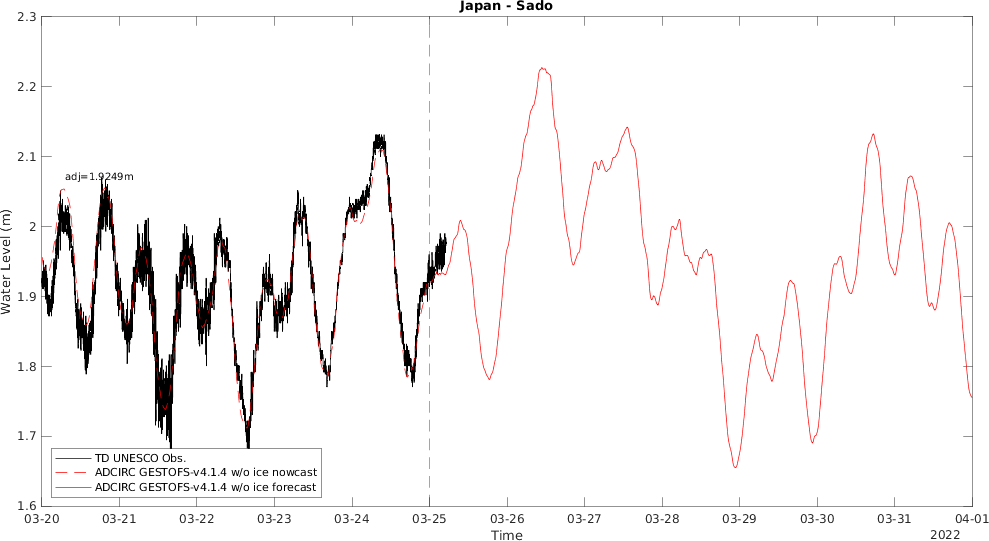 Japan - Sado
2.3
2.2
2.1
2
1.9
1.8
1.7
1.6
Water Level (m)
adj=1.9249m
TD UNESCO Obs.
ADCIRC GESTOFS-v4.1.4 w/o ice nowcast
ADCIRC GESTOFS-v4.1.4 w/o ice forecast
03-20 03-21 03-22 03-23 03-24 03-25 03-26 03-27 03-28 03-29 03-30 03-31 04-01
Time
2022